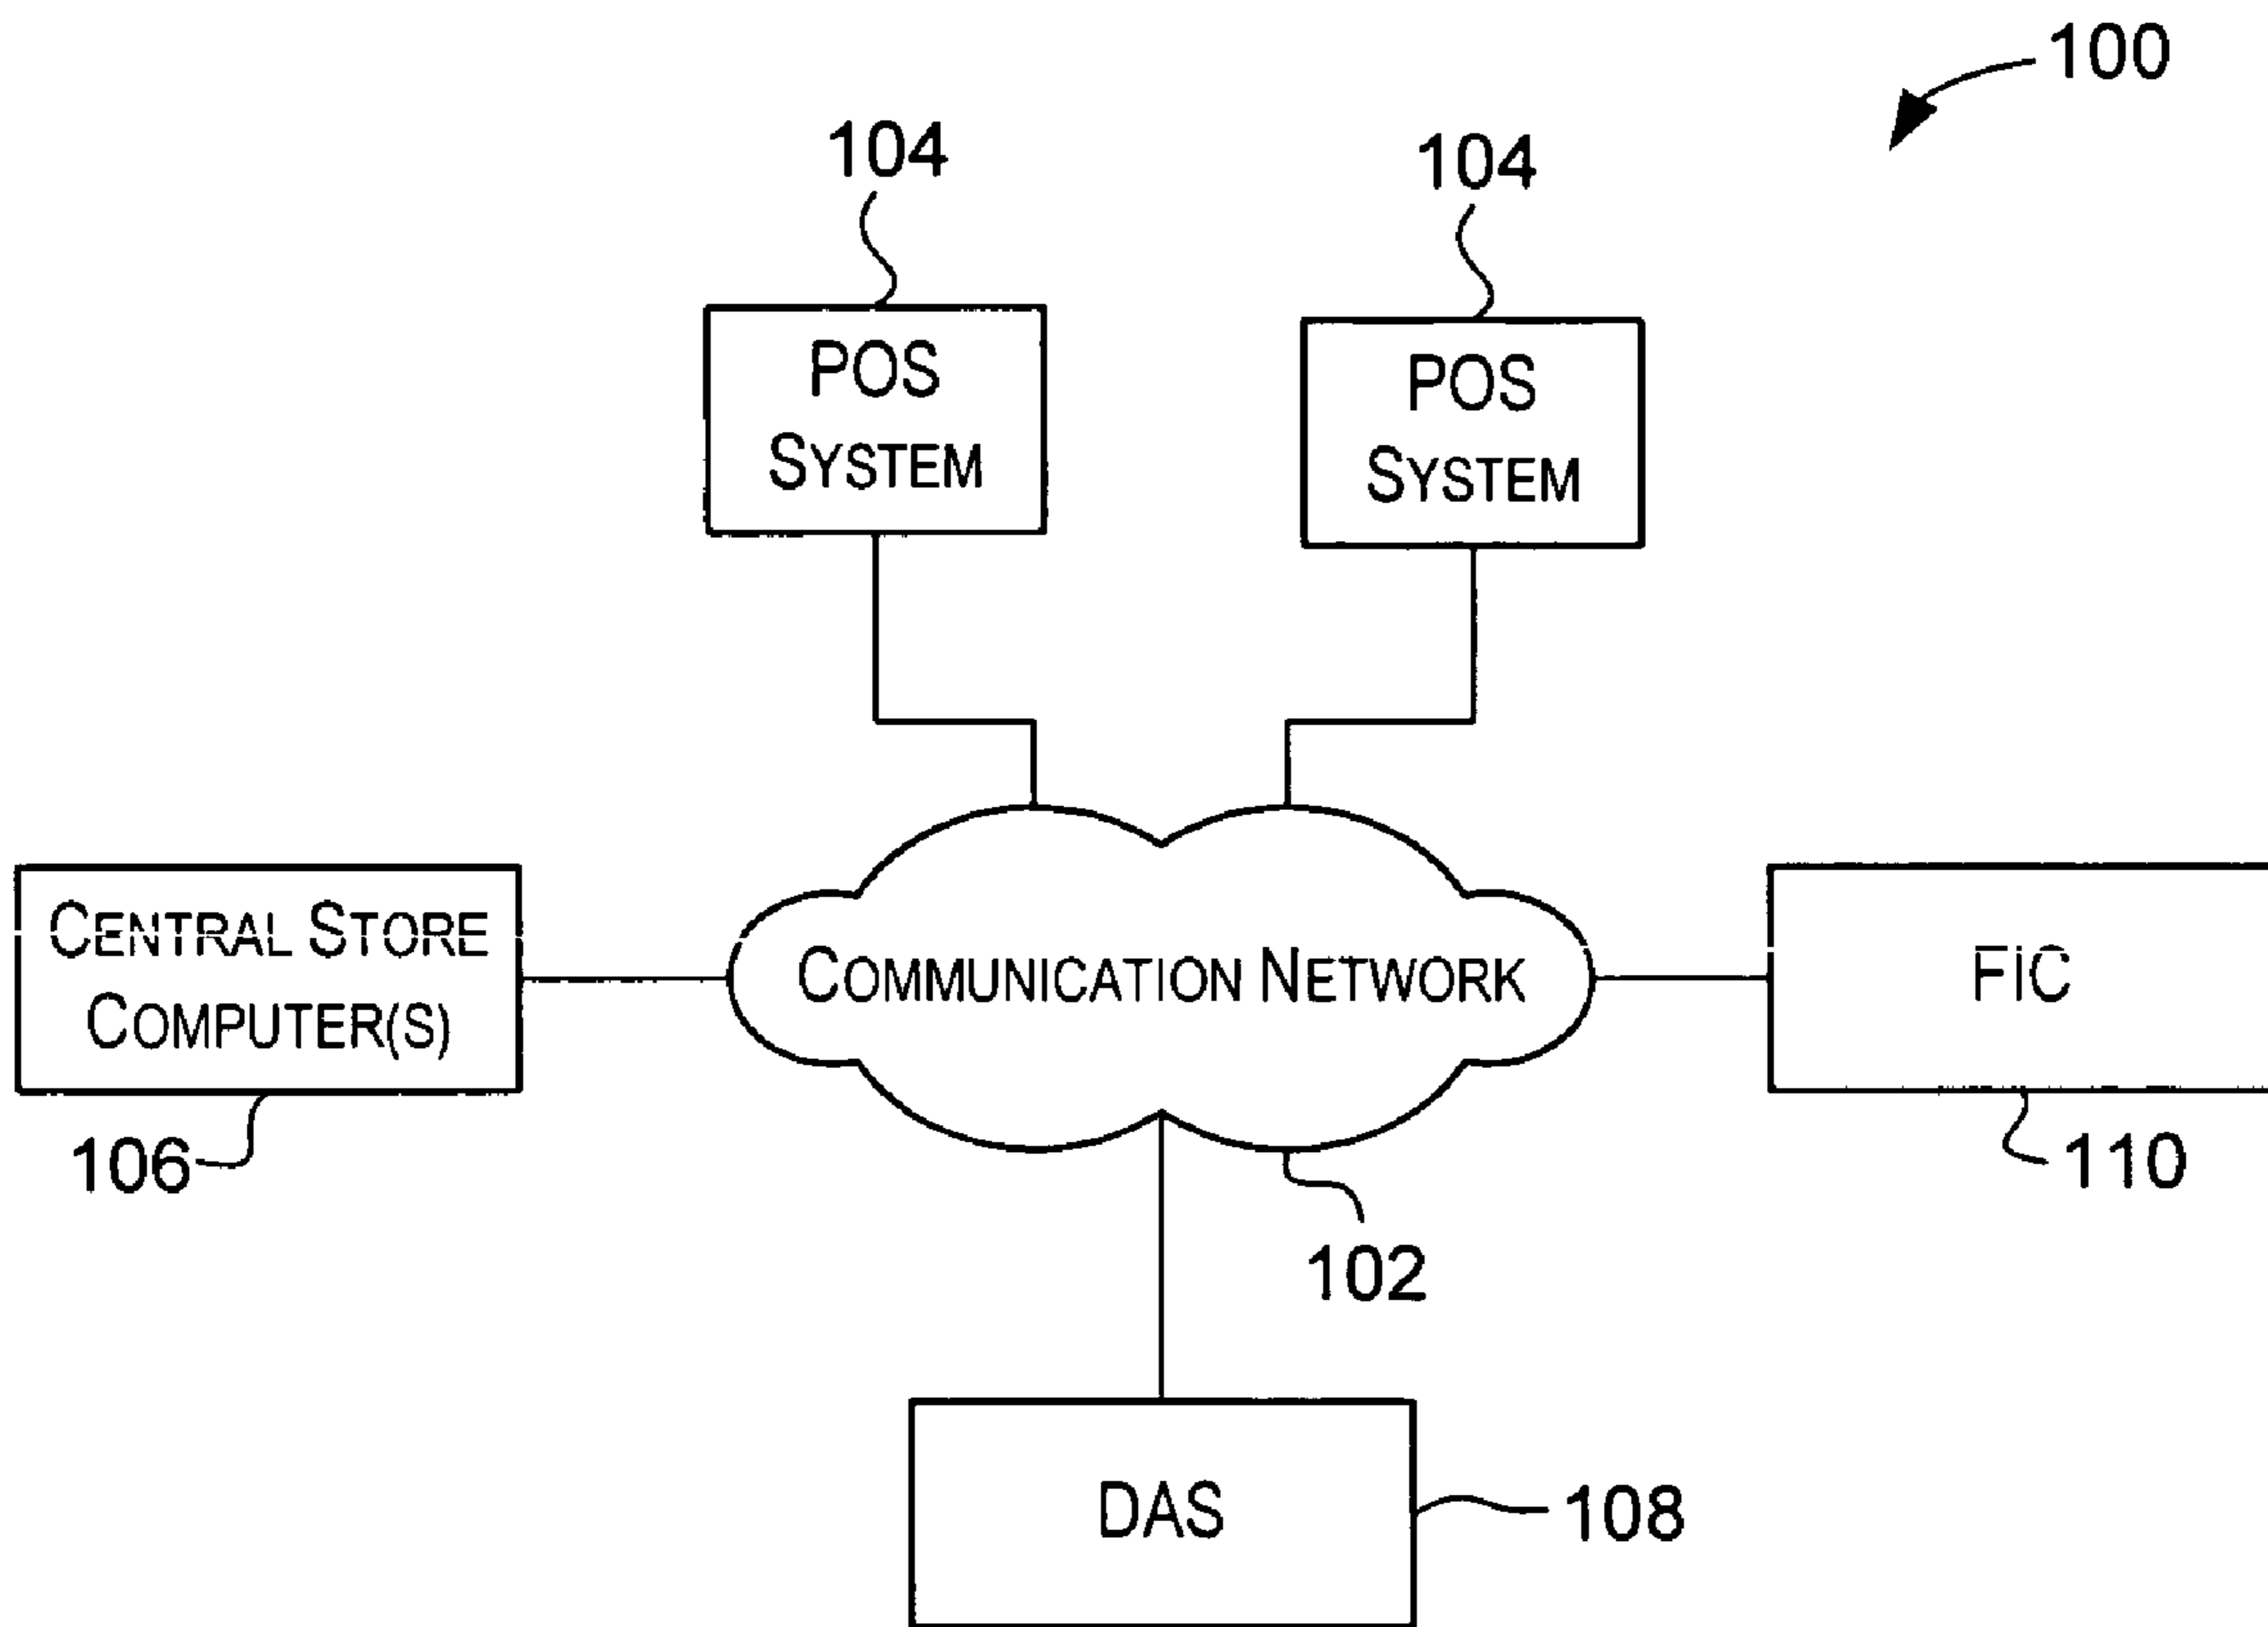 100
104
104
POS
SYSTEM
POS
SYSTEM
CENTRAL STORE
COMPUTER(S)
COMMUNICATION NETWORK
FiC
106
110
102
DAS
108